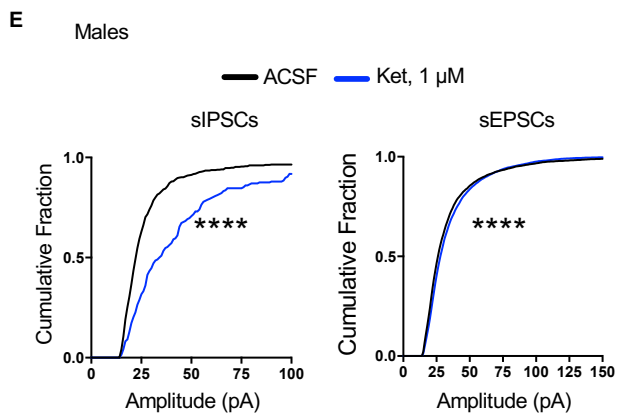 E
Males
ACSF Ket, 1 µM
sIPSCs
sEPSCs
Cumulative Fraction
1.0
0.5
0.0
****
0 25 50 75 100
Amplitude (pA)
Cumulative Fraction
1.0
0.5
0.0
****
0 25 50 75 100 125 150
Amplitude (pA)